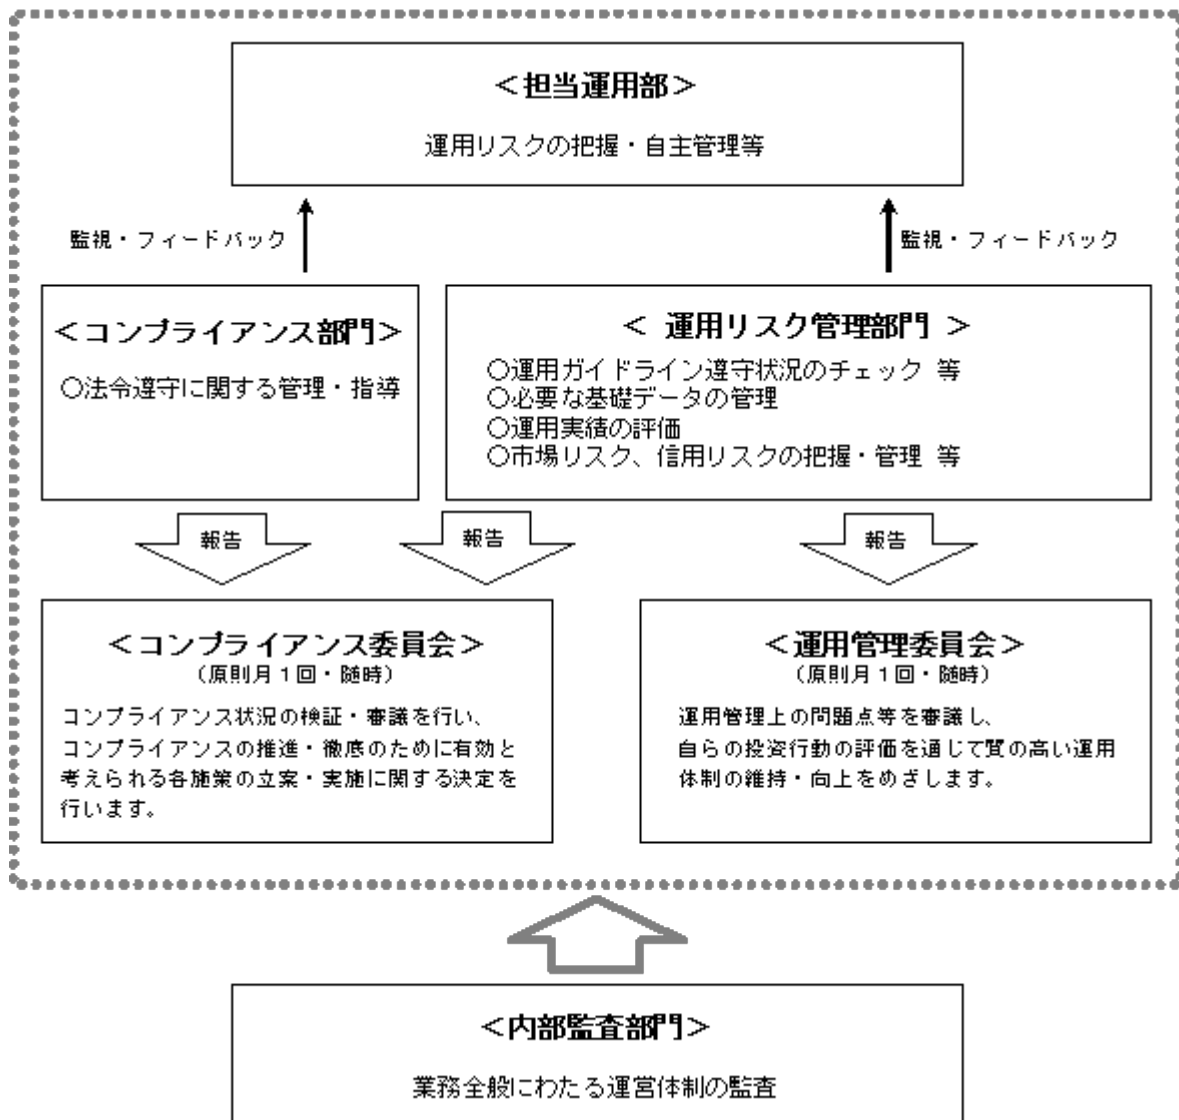 ＜担当運用部＞
運用リスクの把握・自主管理等
監視・フィードバック
監視・フィードバック
＜コンプライアンス部門＞
○法令遵守に関する管理・指導
＜ 運用リスク管理部門 ＞
○運用ガイドライン遵守状況のチェック 等
○必要な基礎データの管理
○運用実績の評価
○市場リスク、信用リスクの把握・管理 等
報告
報告
報告
＜コンプライアンス委員会＞
（原則月１回・随時）
コンプライアンス状況の検証・審議を行い、
コンプライアンスの推進・徹底のために有効と
考えられる各施策の立案・実施に関する決定を
行います。
＜運用管理委員会＞
（原則月１回・随時）
運用管理上の問題点等を審議し、
自らの投資行動の評価を通じて質の高い運用
体制の維持・向上をめざします。
＜内部監査部門＞
業務全般にわたる運営体制の監査